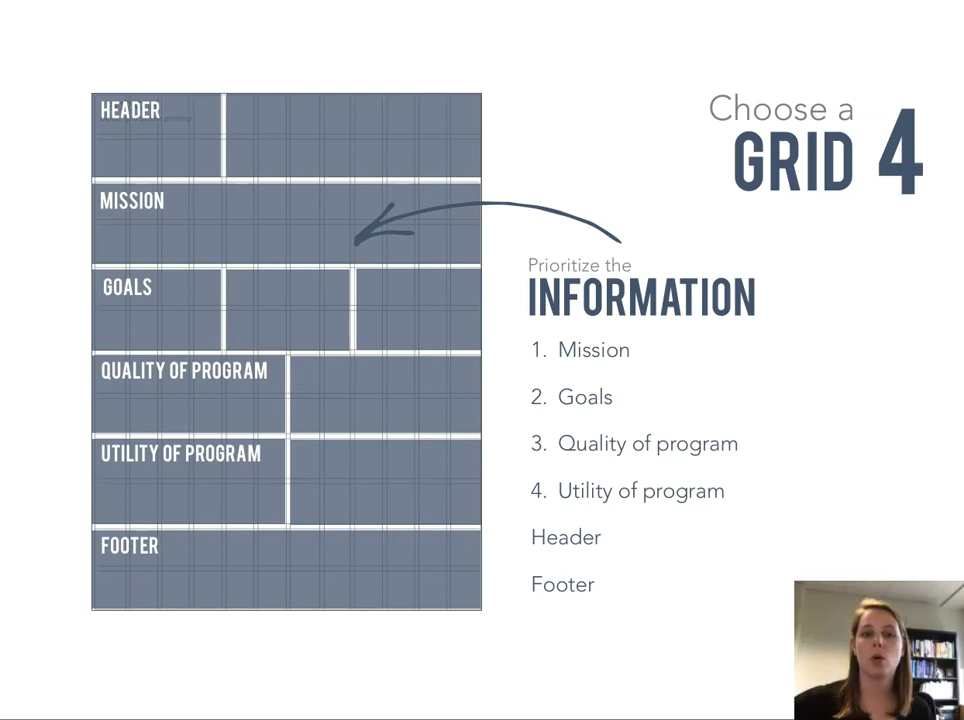 HEADER
printing
MISSION
GOALS
QUALITY OF PROGRAM
UTILITY OF PROGRAM
FOOTER
Choose a
GRID 4
Prioritize the
INFORMATION
1. Mission
2. Goals
3. Quality of program
4. Utility of program
Header
Footer